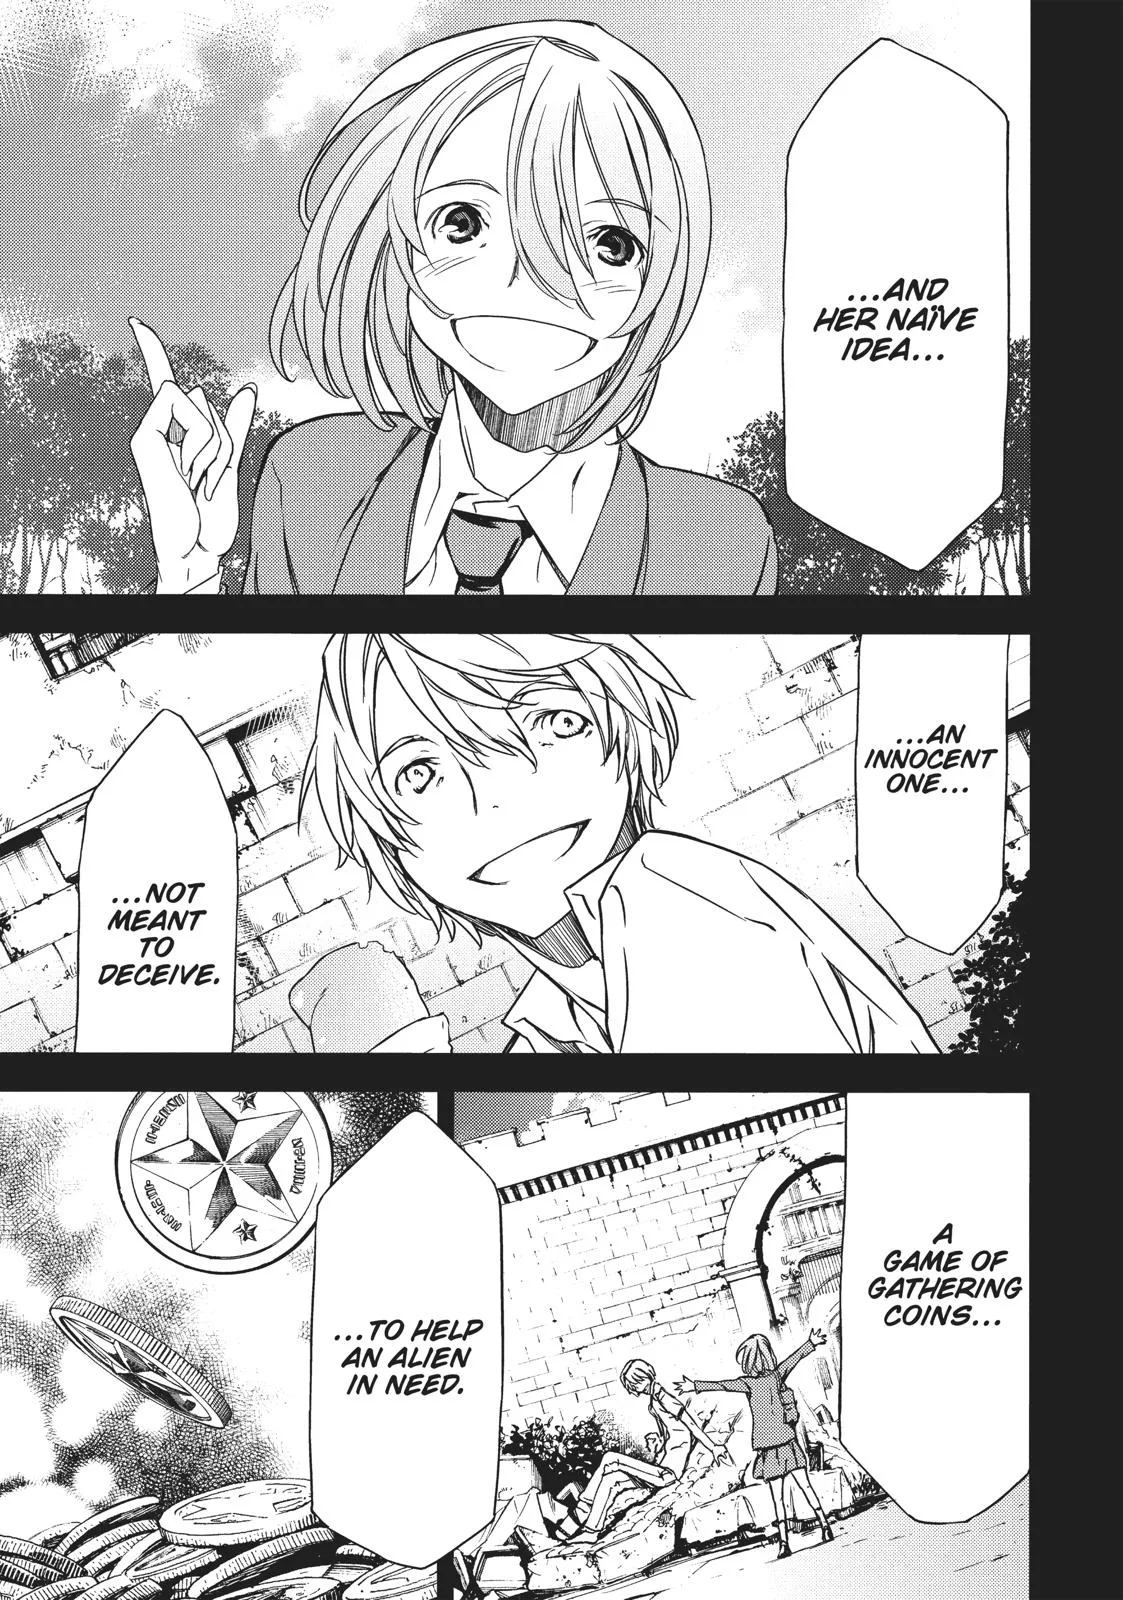 ...AND
HER NAÏVE
IDEA...
...AN
INNOCENT
ONE...
...NOT
MEANT
TO
DECEIVE.
A
GAME OF
GATHERING
COINS...
...TO HELP
AN ALIEN
IN NEED.